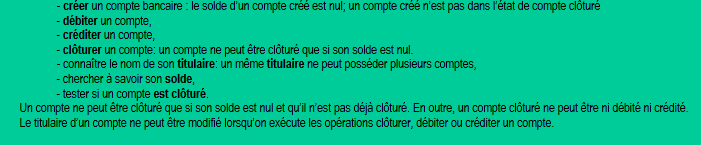 - créer un compte bancaire : le solde d'un compte créé est nul; un compte créé n'est pas dans l'état de compte clôturé
- débiter un compte,
- créditer un compte,
- clôturer un compte: un compte ne peut être clôturé que si son solde est nul.
- connaître le nom de son titulaire: un même titulaire ne peut posséder plusieurs comptes,
- chercher à savoir son solde,
- tester si un compte est clôturé.
Un compte ne peut être clôturé que si son solde est nul et qu'il n'est pas déjà clôturé. En outre, un compte clôturé ne peut être ni débité ni crédité.
Le titulaire d'un compte ne peut être modifié lorsqu'on exécute les opérations clôturer, débiter ou créditer un compte.